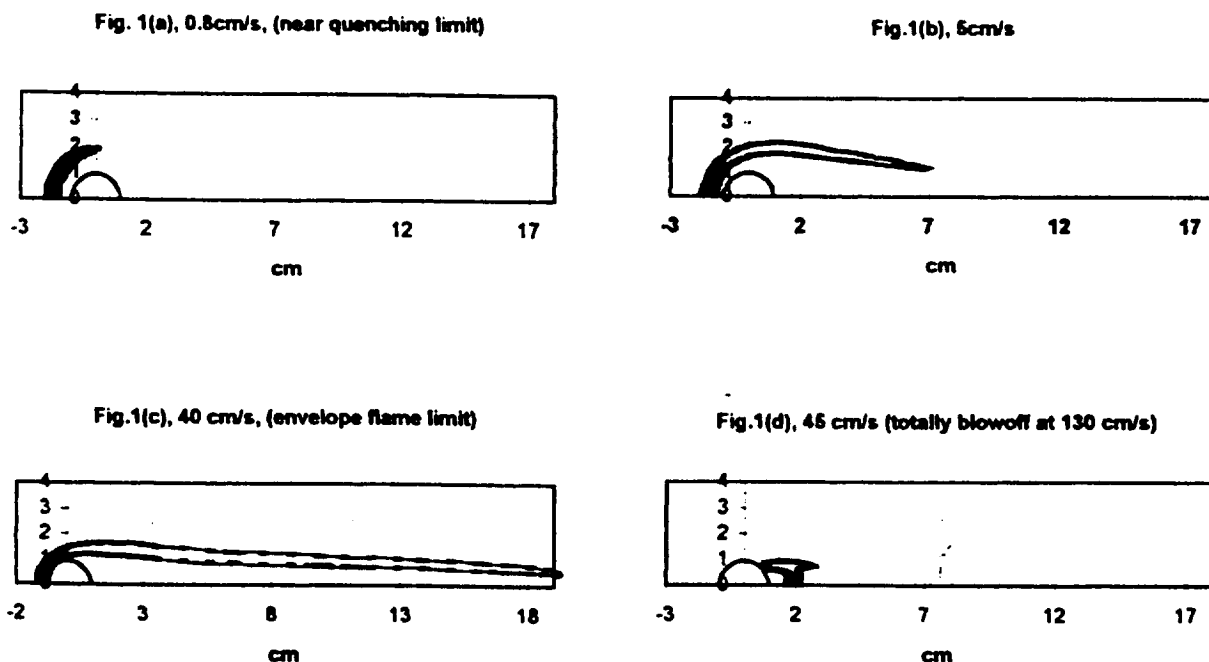 Fig. 1(a), 0.8cm/s, (near quenching limit)
4
3
2
0
-3 2 7 12 17
cm
Fig.1(b), 5cm/s
4
3
2
0
-3 2 7 12 17
cm
Fig.1(c), 40 cm/s, (envelope flame limit)
4
3
2
1
0
-2 3 8 13 18
cm
Fig.1(d), 45 cm/s (totally blowoff at 130 cm/s)
4
3
2
1
0
-3 2 7 12 17
cm